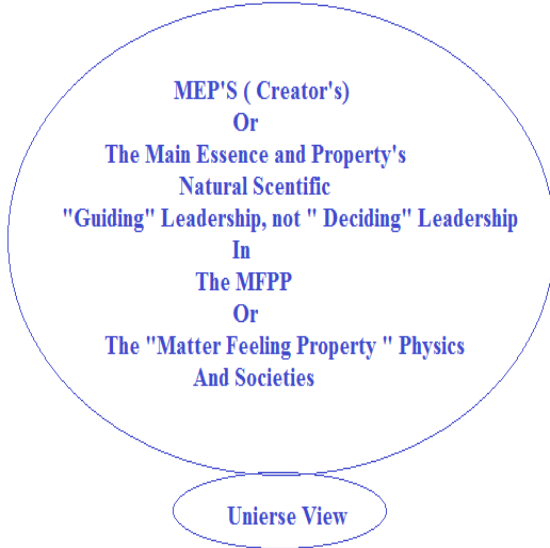 MEP'S ( Creator's)
Or
The Main Essence and Property's
Natural Scentific
"Guiding" Leadership, not " Deciding" Leadership
In
The MFPP
Or
The "Matter Feeling Property " Physics
And Societies
Unierse View